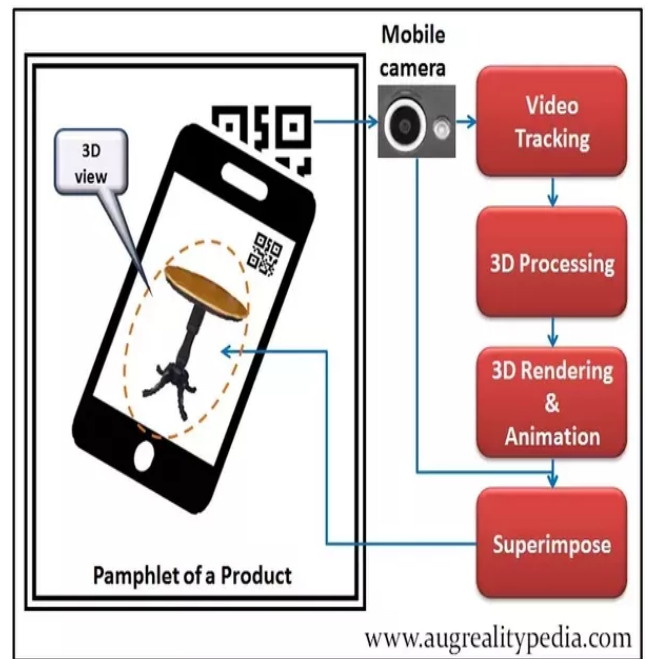 Mobile
camera
3D
view
Video
Tracking
3D Processing
3D Rendering
&
Animation
Superimpose
Pamphlet of a Product
www.augrealitypedia.com